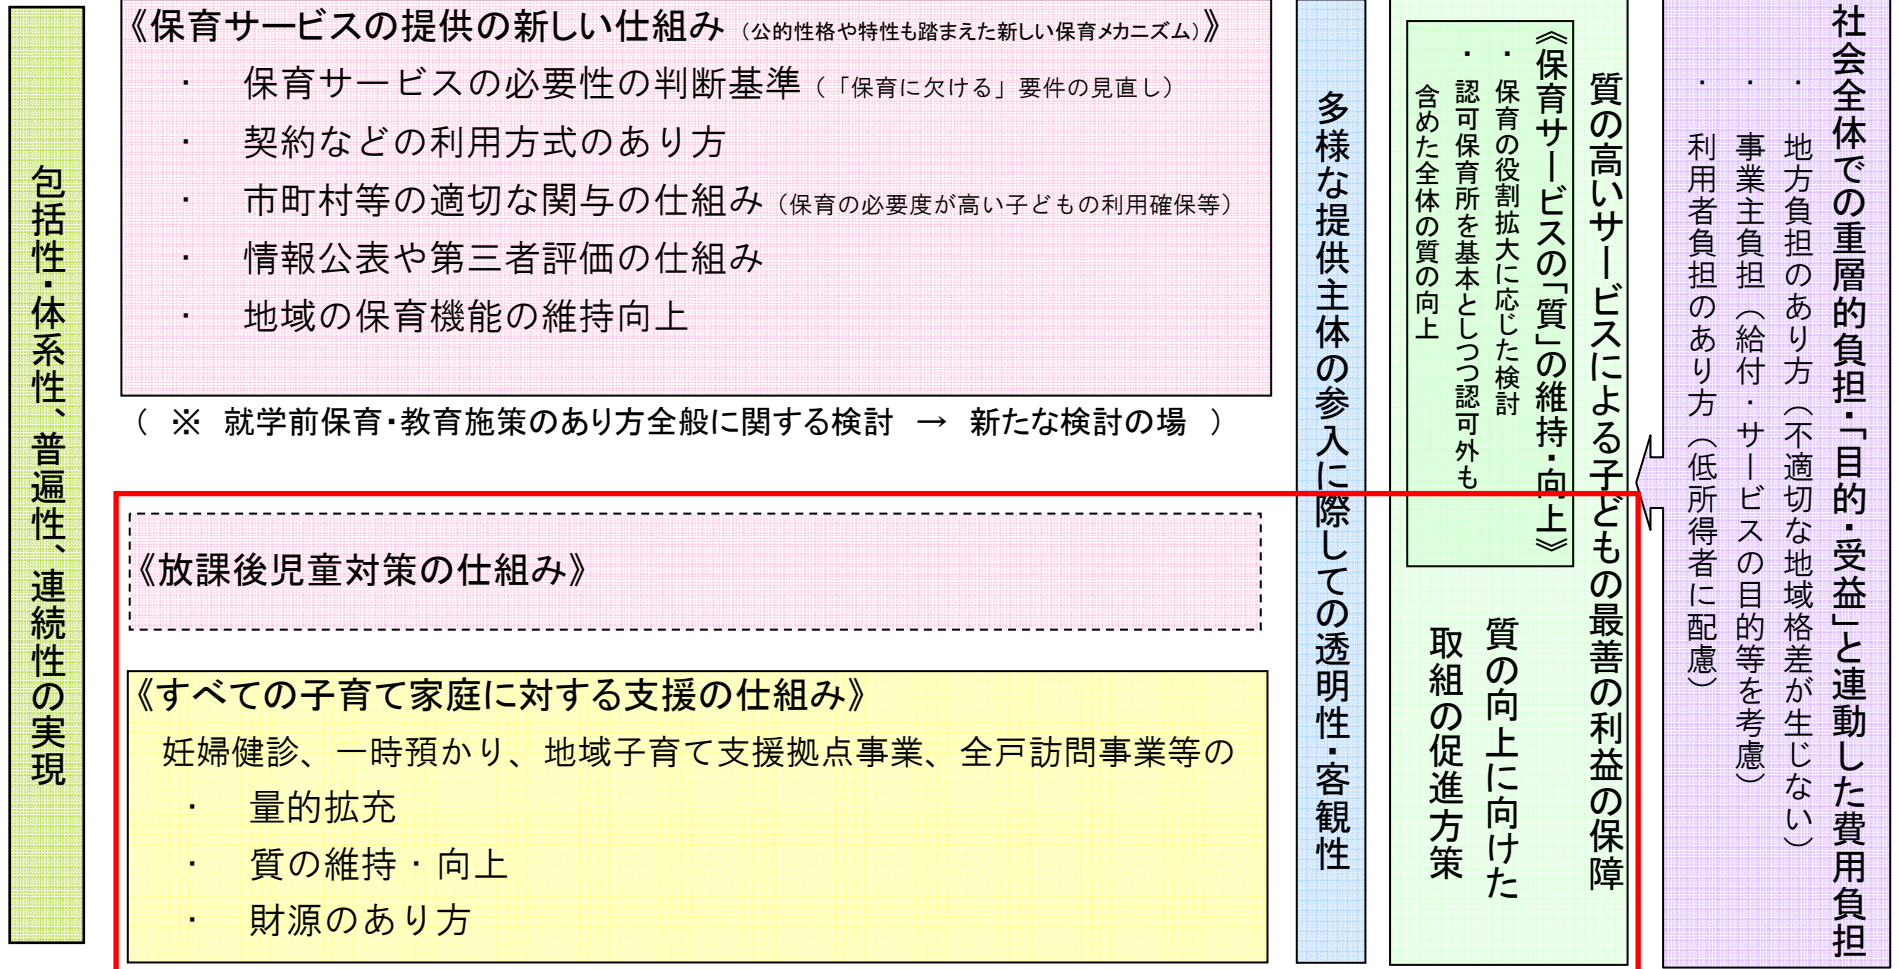 包括性・体系性、普遍性、連続性の実現
《保育サービスの提供の新しい仕組み（公的性格や特性も踏まえた新しい保育メカニズム）》
・ 保育サービスの必要性の判断基準（「保育に欠ける」要件の見直し）
・ 契約などの利用方式のあり方
・ 市町村等の適切な関与の仕組み（保育の必要度が高い子どもの利用確保等）
・ 情報公表や第三者評価の仕組み
・ 地域の保育機能の維持向上
（ ※ 就学前保育・教育施策のあり方全般に関する検討 → 新たな検討の場 ）
《放課後児童対策の仕組み》
《すべての子育て家庭に対する支援の仕組み》
妊婦健診、一時預かり、地域子育て支援拠点事業、全戸訪問事業等の
・ 量的拡充
・ 質の維持・向上
・ 財源のあり方
多様な提供主体の参入に際しての透明性・客観性
質の高いサービスによる子どもの最善の利益の保障
《保育サービスの「質」の維持・向上》
・ 保育の役割拡大に応じた検討
・ 認可保育所を基本としつつ認可外も
含めた全体の質の向上
質の向上に向けた
取組の促進方策
社会全体での重層的負担・「目的・受益」と連動した費用負担
・ 地方負担のあり方（不適切な地域格差が生じない）
・ 事業主負担（給付・サービスの目的等を考慮）
・ 利用者負担のあり方（低所得者に配慮）